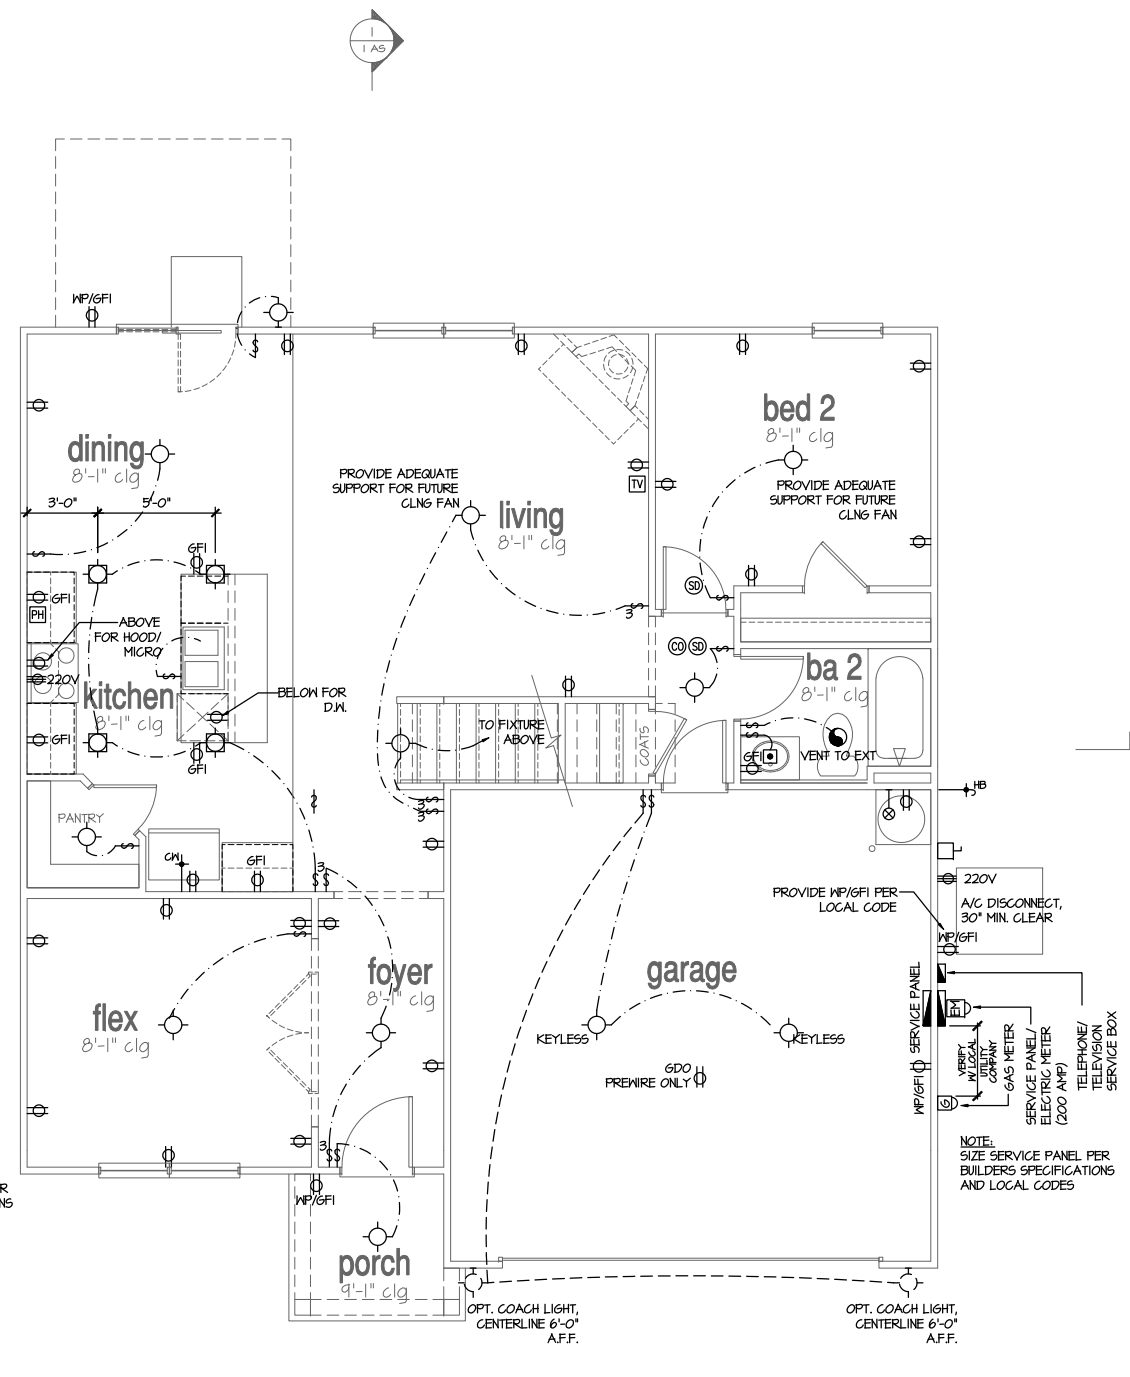 1
1 AS
WP/GFI
dining
8'-1" clg
3'-0"
5'-0"
PROVIDE ADEQUATE
SUPPORT FOR FUTURE
CLNG FAN
living
8'-1" clg
TV
bed 2
8'-1" clg
PROVIDE ADEQUATE
SUPPORT FOR FUTURE
CLNG FAN
S
S
GFI
GFI
PH
ABOVE
FOR HOOD/
MICRO
S
220V
kitchen
8'-1" clg
BELOW FOR
D.W.
GFI
GFI
3
S
SD
S
CO
SD
S
ba 2
8'-1" clg
S
S
GFI
VENT TO EXT
TO FIXTURE
ABOVE
COATS
3
S
3
S
S
S S
HB
PANTRY
S
CW
GFI
3
S S
220V
A/C DISCONNECT,
30" MIN. CLEAR
PROVIDE WP/GFI PER
LOCAL CODE
WP/GFI
S
flex
8'-1" clg
foyer
8'-1" clg
garage
KEYLESS
KEYLESS
GDO
PREWIRE ONLY
SERVICE PANEL
WP/GFI
EM
G
VERIFY
W/ LOCAL
UTILITY
COMPANY
GAS METER
SERVICE PANEL/
ELECTRIC METER
(200 AMP)
TELEPHONE/
TELEVISION
SERVICE BOX
NOTE:
SIZE SERVICE PANEL PER
BUILDERS SPECIFICATIONS
AND LOCAL CODES
3
S S
WP/GFI
R
NS
porch
9'-1" clg
OPT. COACH LIGHT,
CENTERLINE 6'-0"
A.F.F.
OPT. COACH LIGHT,
CENTERLINE 6'-0"
A.F.F.